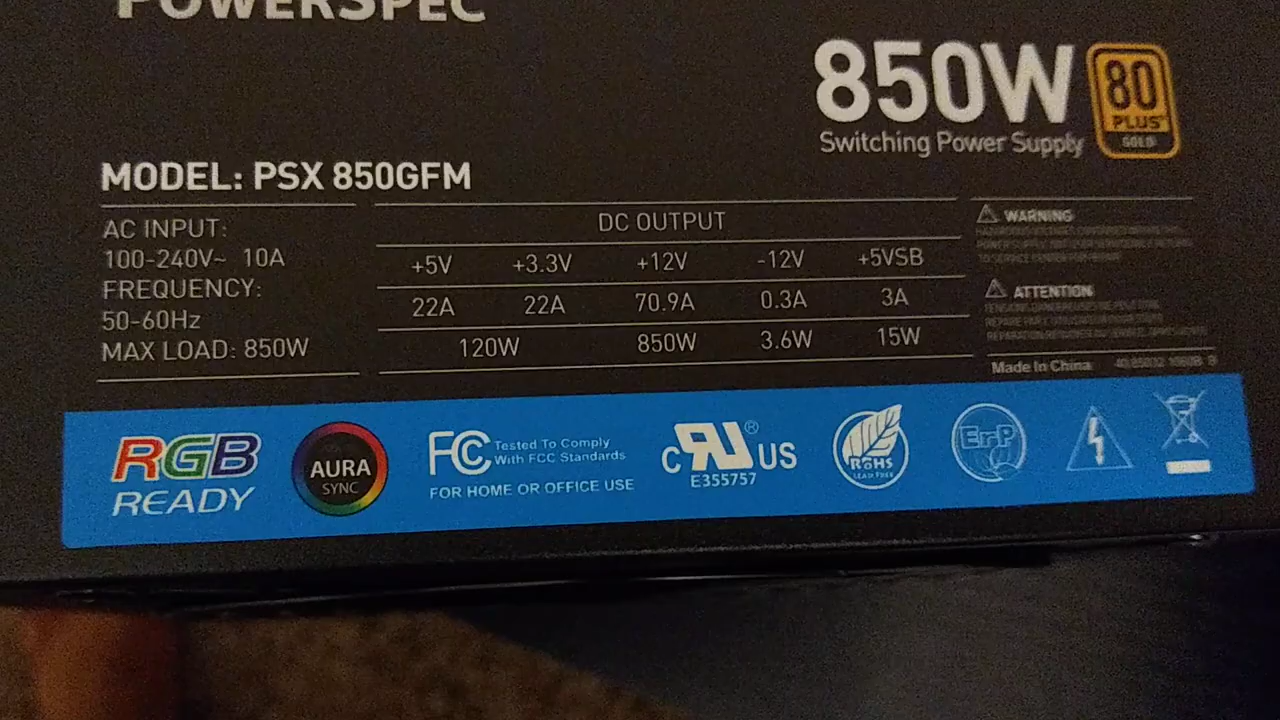 POWERSPEC
850W
80
PLUS
GOLD
Switching Power Supply
MODEL: PSX 850GFM
AC INPUT:
100-240V~ 10A
FREQUENCY:
50-60Hz
MAX LOAD: 850W
DC OUTPUT
+5V +3.3V +12V -12V +5VSB
22A 22A 70.9A 0.3A 3A
120W 850W 3.6W 15W
WARNING
ATTENTION
Made In China
RGB
READY
AURA
SYNC
FC Tested To Comply
With FCC Standards
FOR HOME OR OFFICE USE
C RU ® US
E355757
RoHS
LEAD FREE
ErP